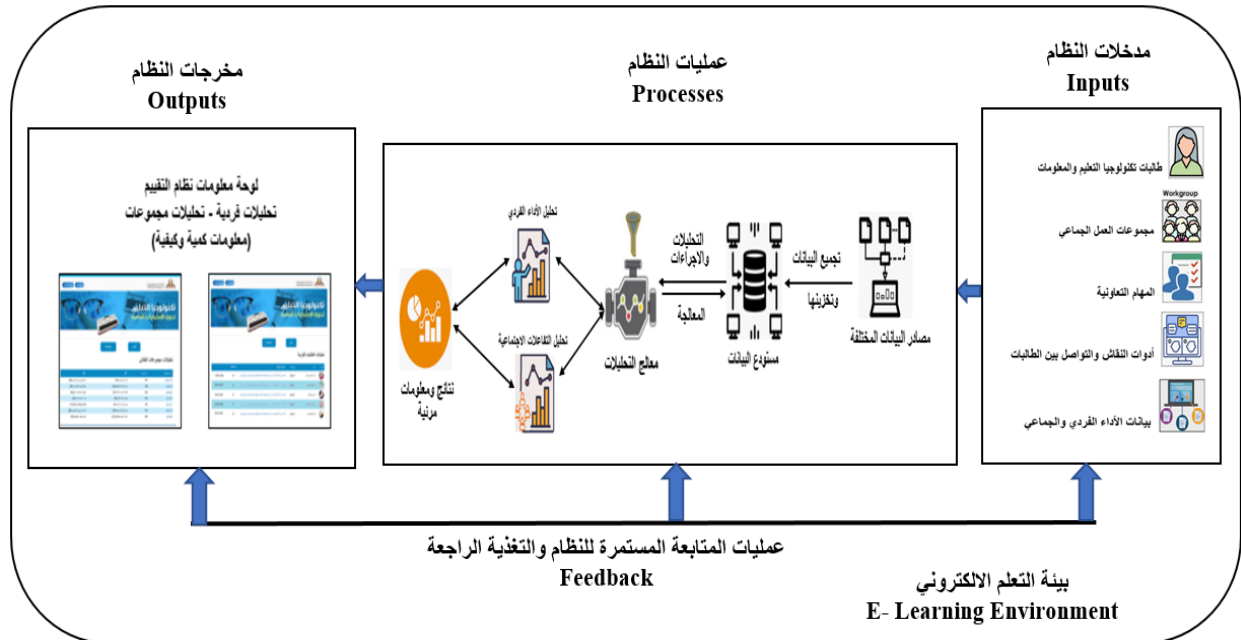 مدخلات النظام
Inputs
طالبات تكنولوجيا التعليم والمعلومات
Workgroup
مجموعات العمل الجماعي
المهام التعاونية
أدوات النقاش والتواصل بين الطالبات
بيانات الأداء الفردي والجماعي
عمليات النظام
Processes
مصادر البيانات المختلفة
تجميع البيانات
وتخزينها
مستودع البيانات
التحليلات
والاجراءات
المعالجة
معالج التحليلات
تحليل الأداء الفردي
تحليل التفاعلات الاجتماعية
نتائج ومعلومات
مرئية
مخرجات النظام
Outputs
لوحة معلومات نظام التقييم
تحليلات فردية - تحليلات مجموعات
(معلومات كمية وكيفية)
عمليات المتابعة المستمرة للنظام والتغذية الراجعة
Feedback
بيئة التعلم الالكتروني
E- Learning Environment